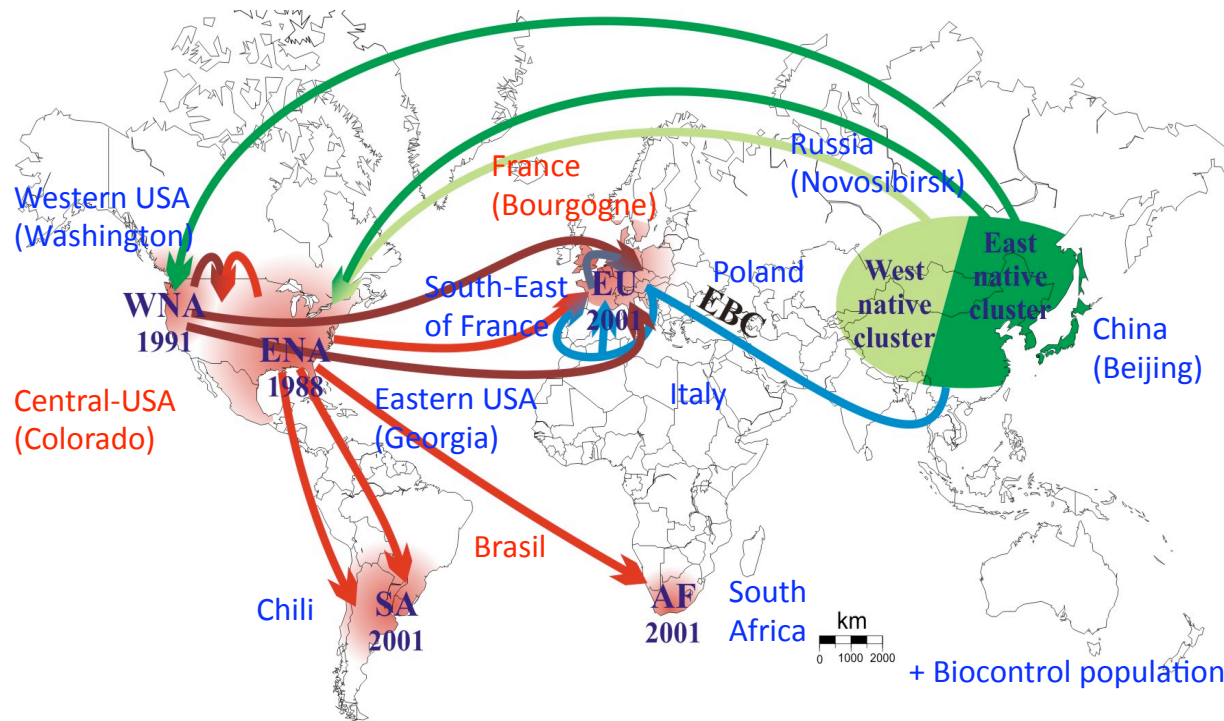 Russia
(Novosibirsk)
France
(Bourgogne)
Western USA
(Washington)
East
native
cluster
West
native
cluster
Poland
EBC
EU
2001
South-East
of France
WNA
1991
ENA
1988
China
(Beijing)
Central-USA
(Colorado)
Eastern USA
(Georgia)
Italy
Brasil
Chili
SA
2001
AF
2001
South
Africa
km
0 1000 2000
+ Biocontrol population